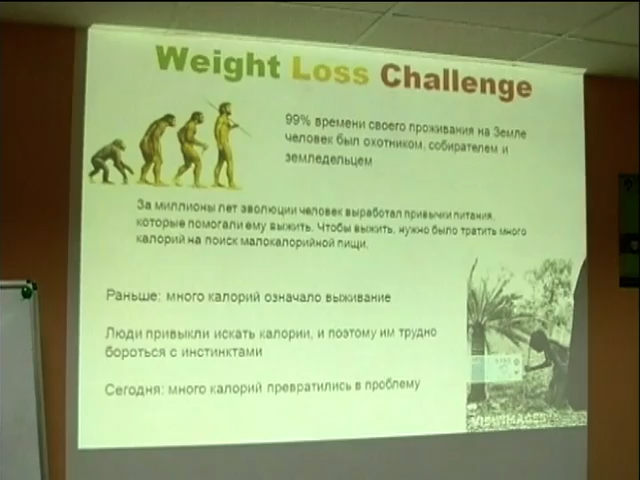 Weight Loss Challenge
99% времени своего проживания на Земле
человек был охотником, собирателем и
земледельцем
За миллионы лет эволюции человек выработал привычки питания,
которые помогали ему выжить. Чтобы выжить, нужно было тратить много
калорий на поиск малокалорийной пищи.
Раньше: много калорий означало выживание
Люди привыкли искать калории, и поэтому им трудно
бороться с инстинктами
Сегодня: много калорий превратились в проблему